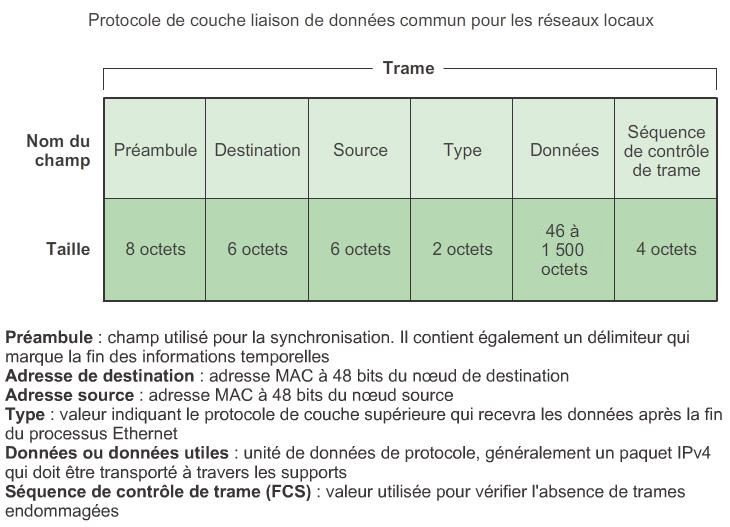 Protocole de couche liaison de données commun pour les réseaux locaux
Trame
Nom du champ
Préambule
Destination
Source
Type
Données
Séquence de contrôle de trame
Taille
8 octets
6 octets
6 octets
2 octets
46 à 1 500 octets
4 octets
Préambule : champ utilisé pour la synchronisation. Il contient également un délimiteur qui
marque la fin des informations temporelles
Adresse de destination : adresse MAC à 48 bits du nœud de destination
Adresse source : adresse MAC à 48 bits du nœud source
Type : valeur indiquant le protocole de couche supérieure qui recevra les données après la fin
du processus Ethernet
Données ou données utiles : unité de données de protocole, généralement un paquet IPv4
qui doit être transporté à travers les supports
Séquence de contrôle de trame (FCS) : valeur utilisée pour vérifier l'absence de trames
endommagées